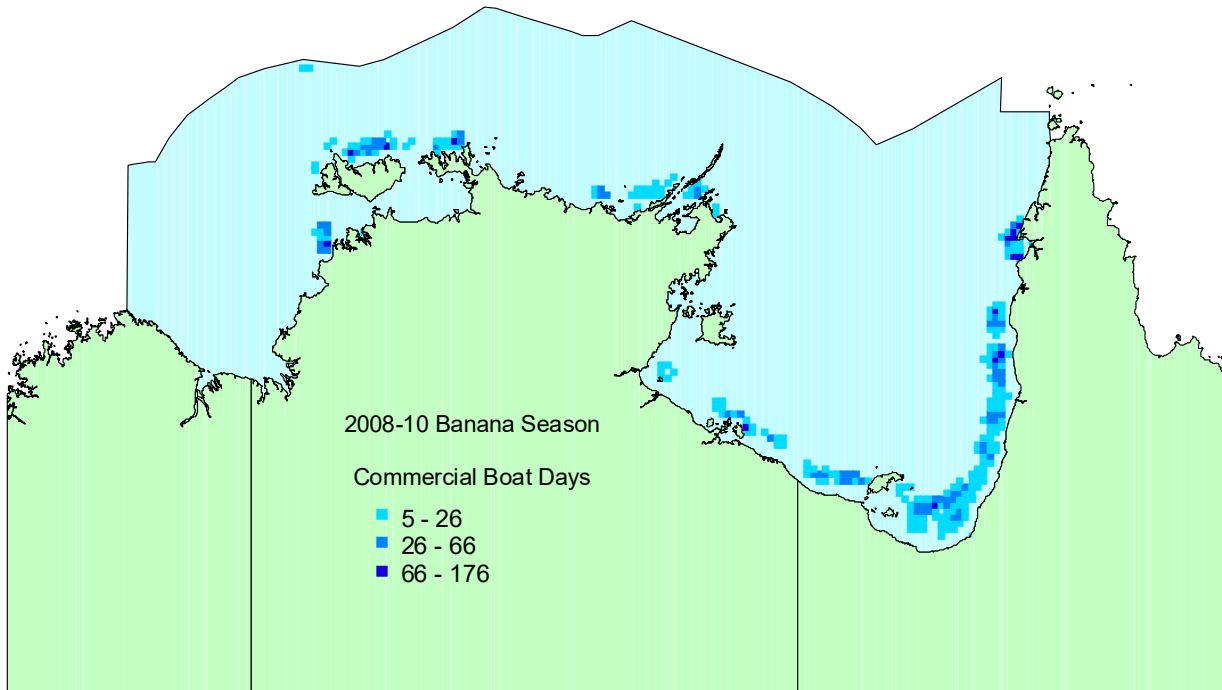 2008-10 Banana Season
Commercial Boat Days
5 - 26
26 - 66
66 - 176